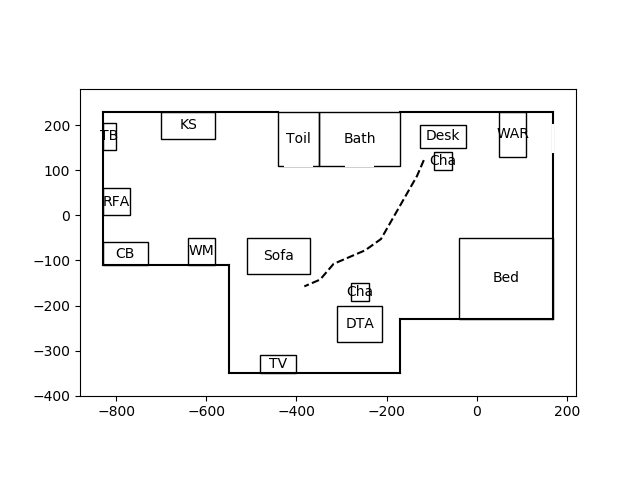 200
100
0
−100
−200
−300
−400
−800
−600
−400
−200
0
200
TB
KS
Toil
Bath
Desk
WAR
Cha
RFA
CB
WM
Sofa
Bed
Cha
DTA
TV